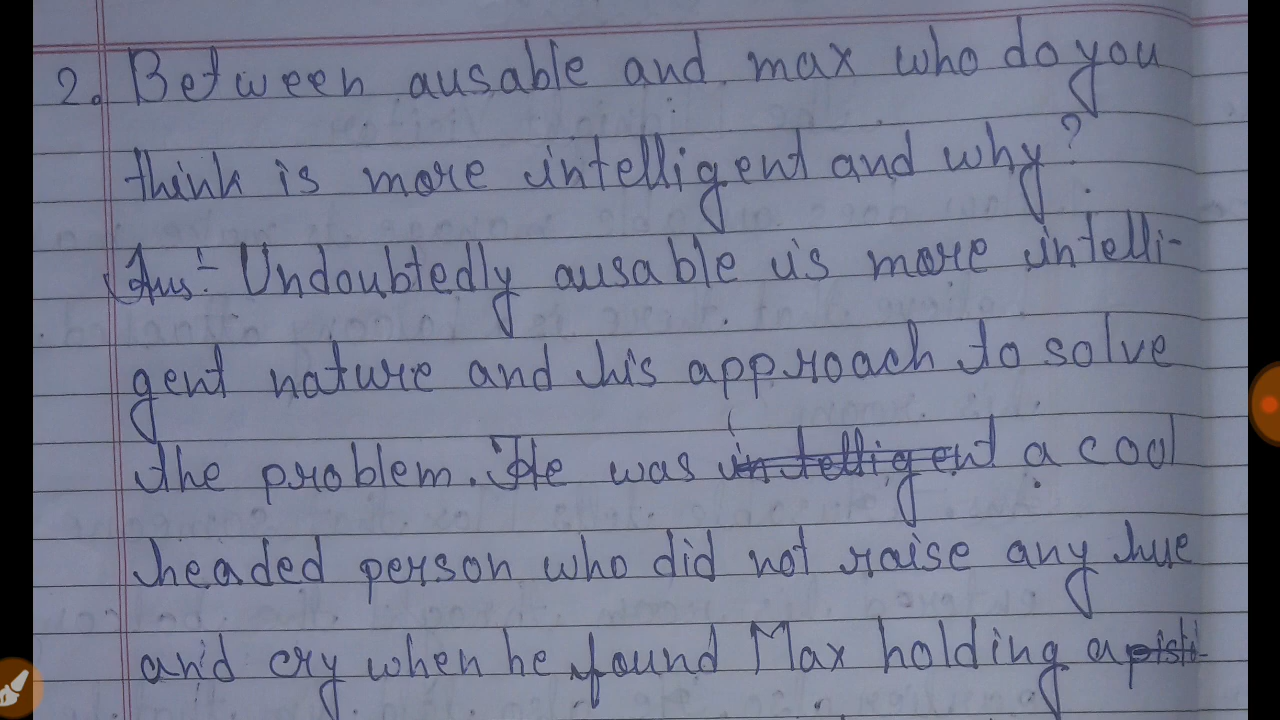 2. Between ausable and max who do you
think is more intelligent and why?
Ans:- Undoubtedly ausable is more intelli-
gent nature and his approach to solve
the problem. He was intelligent a cool
headed person who did not raise any hue
and cry when he found Max holding a pisto-